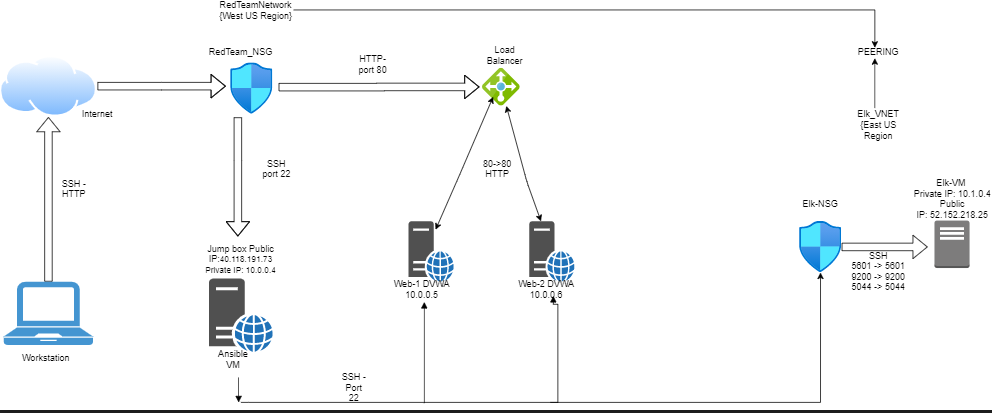 RedTeamNetwork
{West US Region}
RedTeam_NSG
HTTP-
port 80
Load
Balancer
PEERING
Internet
Elk_VNET
{East US
Region
SSH -
HTTP
SSH
port 22
80->80
HTTP
Elk-VM
Private IP: 10.1.0.4
Public
IP: 52.152.218.25
Elk-NSG
Jump box Public
IP:40.118.191.73
Private IP: 10.0.0.4
SSH
5601 -> 5601
9200 -> 9200
5044 -> 5044
Web-1 DVWA
10.0.0.5
Web-2 DVWA
10.0.0.6
Workstation
Ansible
VM
SSH -
Port
22